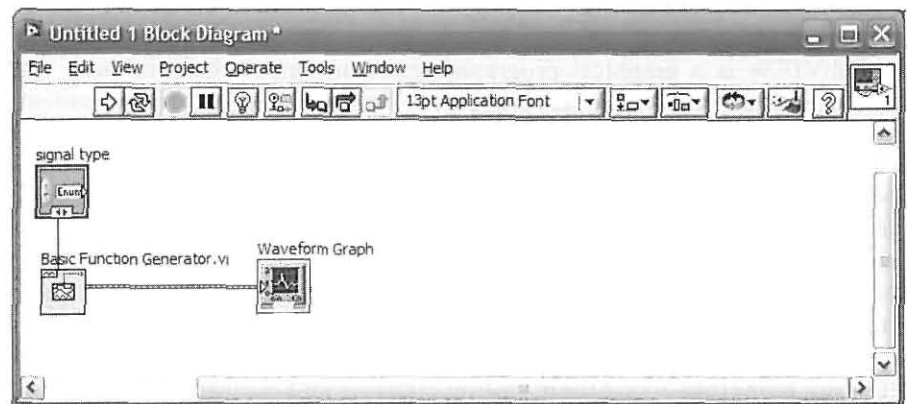 Untitled 1 Block Diagram *
File Edit View Project Operate Tools Window Help
13pt Application Font
1
signal type
Enum
Basic Function Generator.vi
Waveform Graph